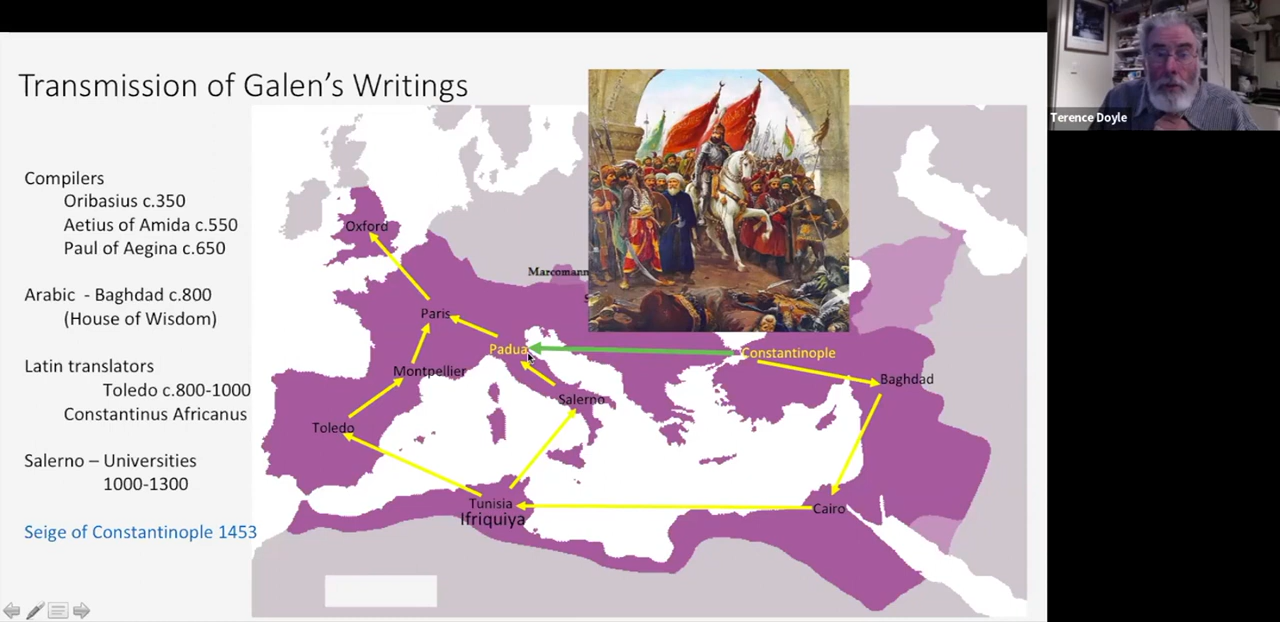 Transmission of Galen's Writings
Terence Doyle
Compilers
Oribasius c.350
Aetius of Amida c.550
Paul of Aegina c.650
Arabic - Baghdad c.800
(House of Wisdom)
Latin translators
Toledo c.800-1000
Constantinus Africanus
Salerno – Universities
1000-1300
Seige of Constantinople 1453
Oxford
Marcomann
Paris
Padua
Constantinople
Montpellier
Baghdad
Salerno
Toledo
Tunisia
Cairo
Ifriquiya